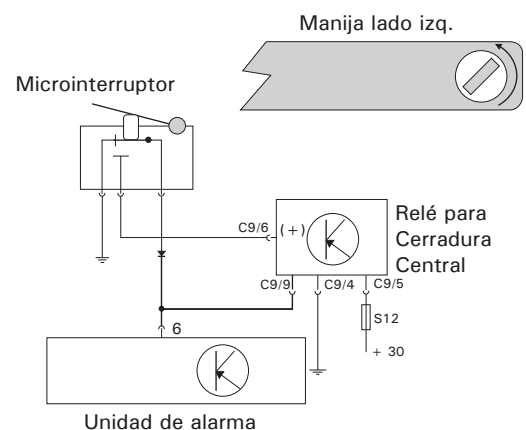 Manija lado izq.
Microinterruptor
C9/6
(+)
Relé para
Cerradura
Central
C9/9
C9/4
C9/5
S12
+ 30
6
Unidad de alarma